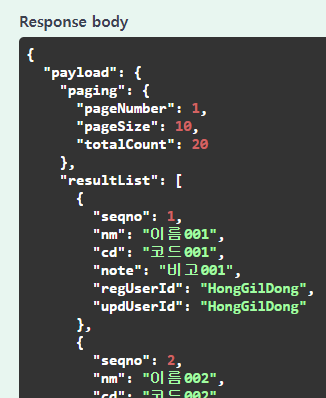 Response body
{
"payload": {
"paging": {
"pageNumber": 1,
"pageSize": 10,
"totalCount": 20
},
"resultList": [
{
"seqno": 1,
"nm": "이름001",
"cd": "코드001",
"note": "비고001",
"regUserId": "HongGilDong",
"updUserId": "HongGilDong"
},
{
"seqno": 2,
"nm": "이름002",
"cd": "코드002",